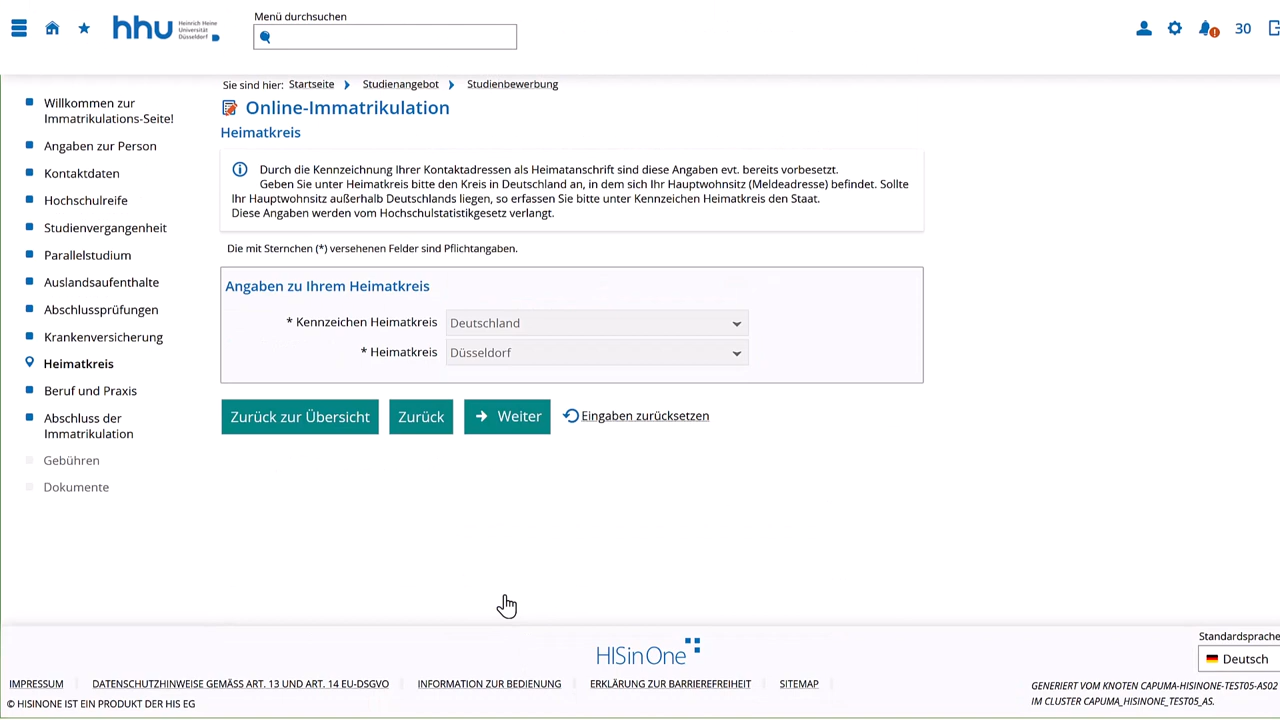 Menü durchsuchen
hhu Heinrich Heine
Universität
Düsseldorf
30
Sie sind hier: Startseite Studienangebot Studienbewerbung
Online-Immatrikulation
Heimatkreis
Willkommen zur
Immatrikulations-Seite!
Angaben zur Person
Kontaktdaten
Hochschulreife
Studienvergangenheit
Parallelstudium
Auslandsaufenthalte
Abschlussprüfungen
Krankenversicherung
Heimatkreis
Beruf und Praxis
Abschluss der
Immatrikulation
Gebühren
Dokumente
Durch die Kennzeichnung Ihrer Kontaktadressen als Heimatanschrift sind diese Angaben evt. bereits vorbesetzt.
Geben Sie unter Heimatkreis bitte den Kreis in Deutschland an, in dem sich Ihr Hauptwohnsitz (Meldeadresse) befindet. Sollte
Ihr Hauptwohnsitz außerhalb Deutschlands liegen, so erfassen Sie bitte unter Kennzeichen Heimatkreis den Staat.
Diese Angaben werden vom Hochschulstatistikgesetz verlangt.
Die mit Sternchen (*) versehenen Felder sind Pflichtangaben.
Angaben zu Ihrem Heimatkreis
* Kennzeichen Heimatkreis Deutschland
* Heimatkreis Düsseldorf
Zurück zur Übersicht Zurück Weiter Eingaben zurücksetzen
HISinOne
Standardsprache
Deutsch
IMPRESSUM DATENSCHUTZHINWEISE GEMÄSS ART. 13 UND ART. 14 EU-DSGVO INFORMATION ZUR BEDIENUNG ERKLÄRUNG ZUR BARRIEREFREIHEIT SITEMAP
© HISINONE IST EIN PRODUKT DER HIS EG
GENERIERT VOM KNOTEN CAPUMA-HISINONE-TEST05-AS02
IM CLUSTER CAPUMA_HISINONE_TEST05_AS.